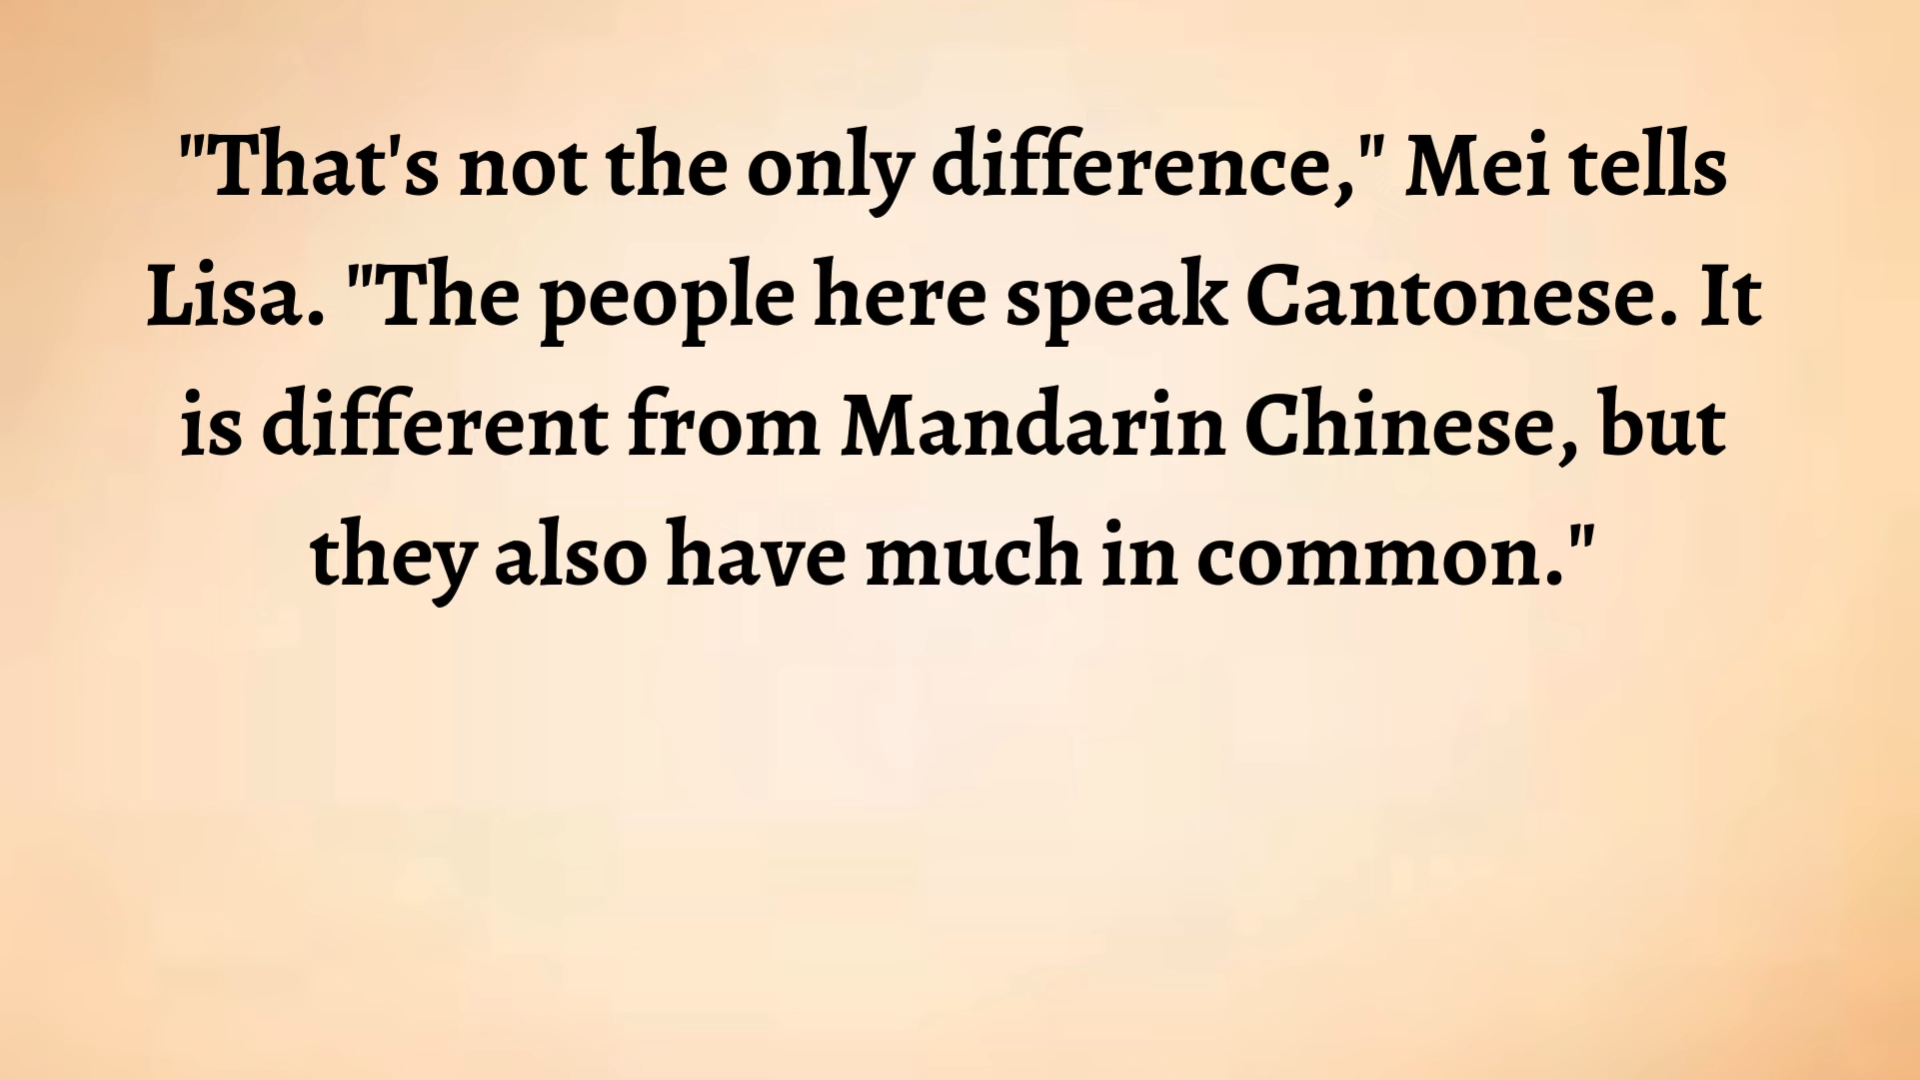 "That's not the only difference," Mei tells
Lisa. "The people here speak Cantonese. It
is different from Mandarin Chinese, but
they also have much in common."